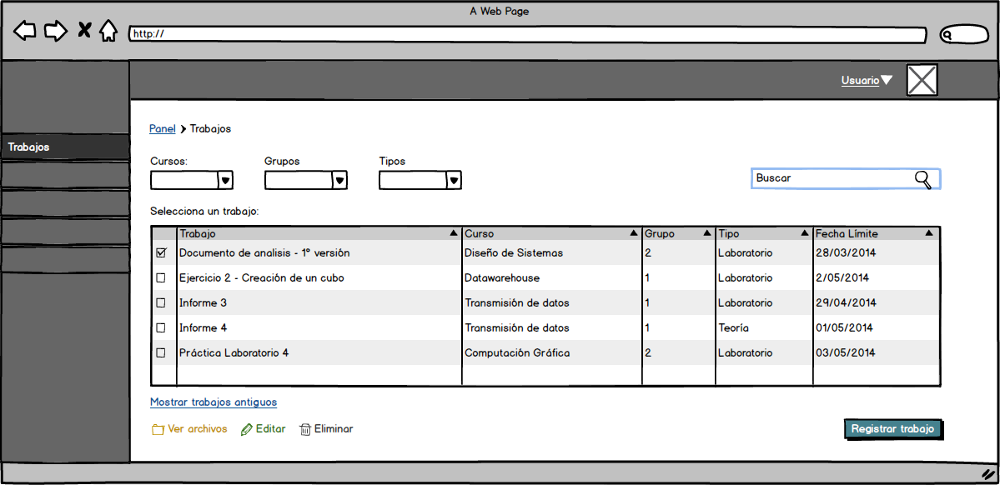 A Web Page
http://
Usuario
Panel Trabajos
Trabajos
Cursos: Grupos Tipos
Buscar
Selecciona un trabajo:
Trabajo Curso Grupo Tipo Fecha Límite
Documento de analisis - 1° versión Diseño de Sistemas 2 Laboratorio 28/03/2014
Ejercicio 2 - Creación de un cubo Datawarehouse 1 Laboratorio 2/05/2014
Informe 3 Transmisión de datos 1 Laboratorio 29/04/2014
Informe 4 Transmisión de datos 1 Teoría 01/05/2014
Práctica Laboratorio 4 Computación Gráfica 2 Laboratorio 03/05/2014
Mostrar trabajos antiguos
Ver archivos Editar Eliminar Registrar trabajo